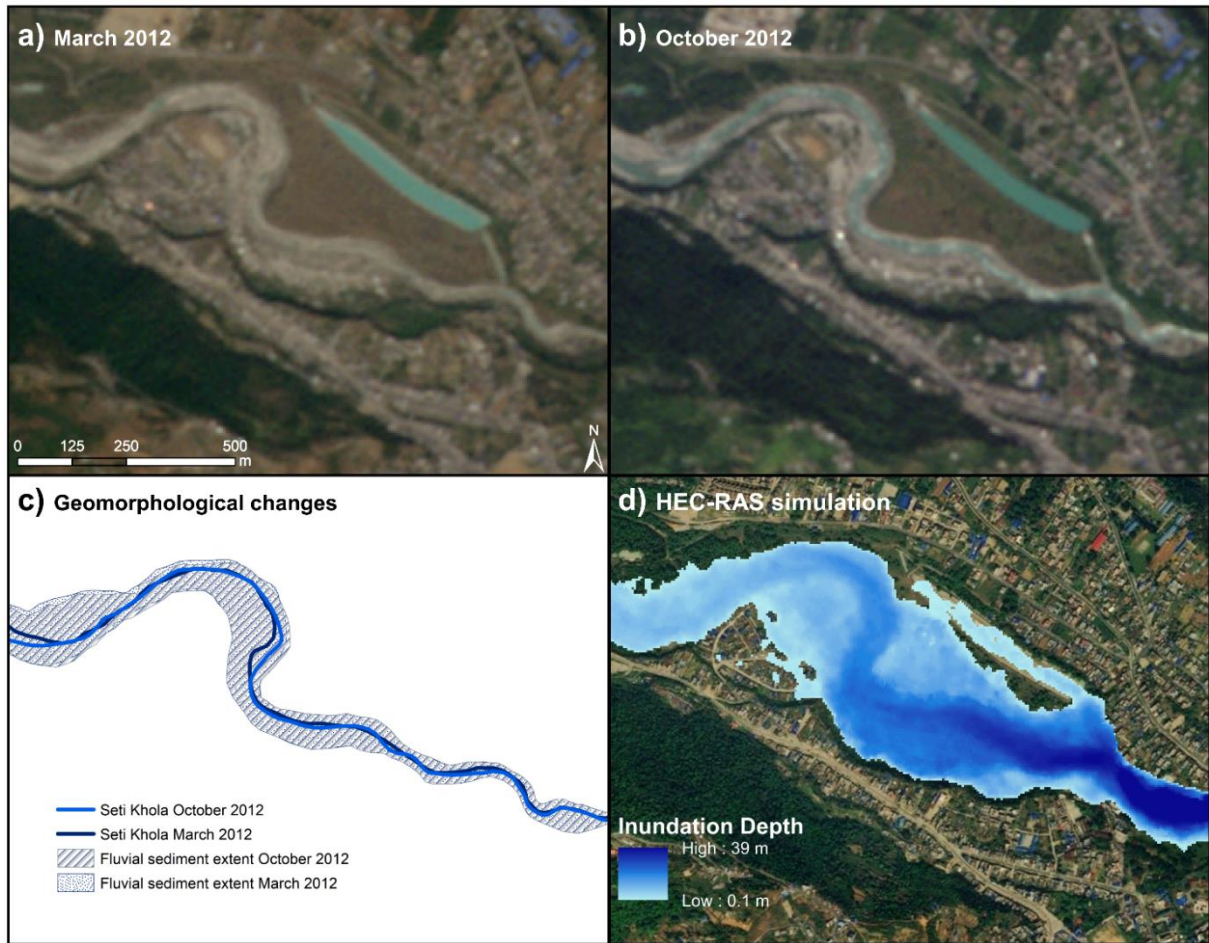 a) March 2012
b) October 2012
0 125 250 500
m
N
c) Geomorphological changes
Seti Khola October 2012
Seti Khola March 2012
Fluvial sediment extent October 2012
Fluvial sediment extent March 2012
d) HEC-RAS simulation
Inundation Depth
High : 39 m
Low : 0.1 m